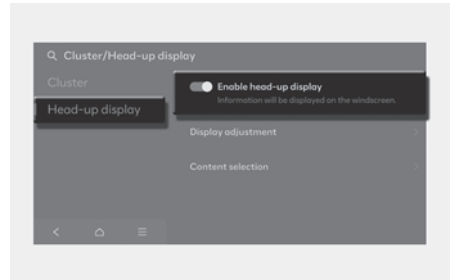 Cluster/Head-up display
Cluster
Head-up display
Enable head-up display
Information will be displayed on the windscreen.
Display adjustment
Content selection